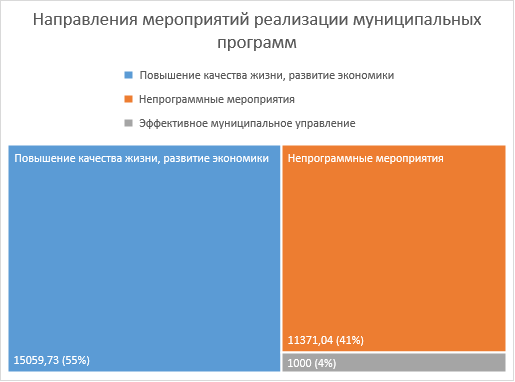 Направления мероприятий реализации муниципальных
программ
Повышение качества жизни, развитие экономики
Непрограммные мероприятия
Эффективное муниципальное управление
Повышение качества жизни, развитие экономики
15059,73 (55%)
Непрограммные мероприятия
11371,04 (41%)
1000 (4%)